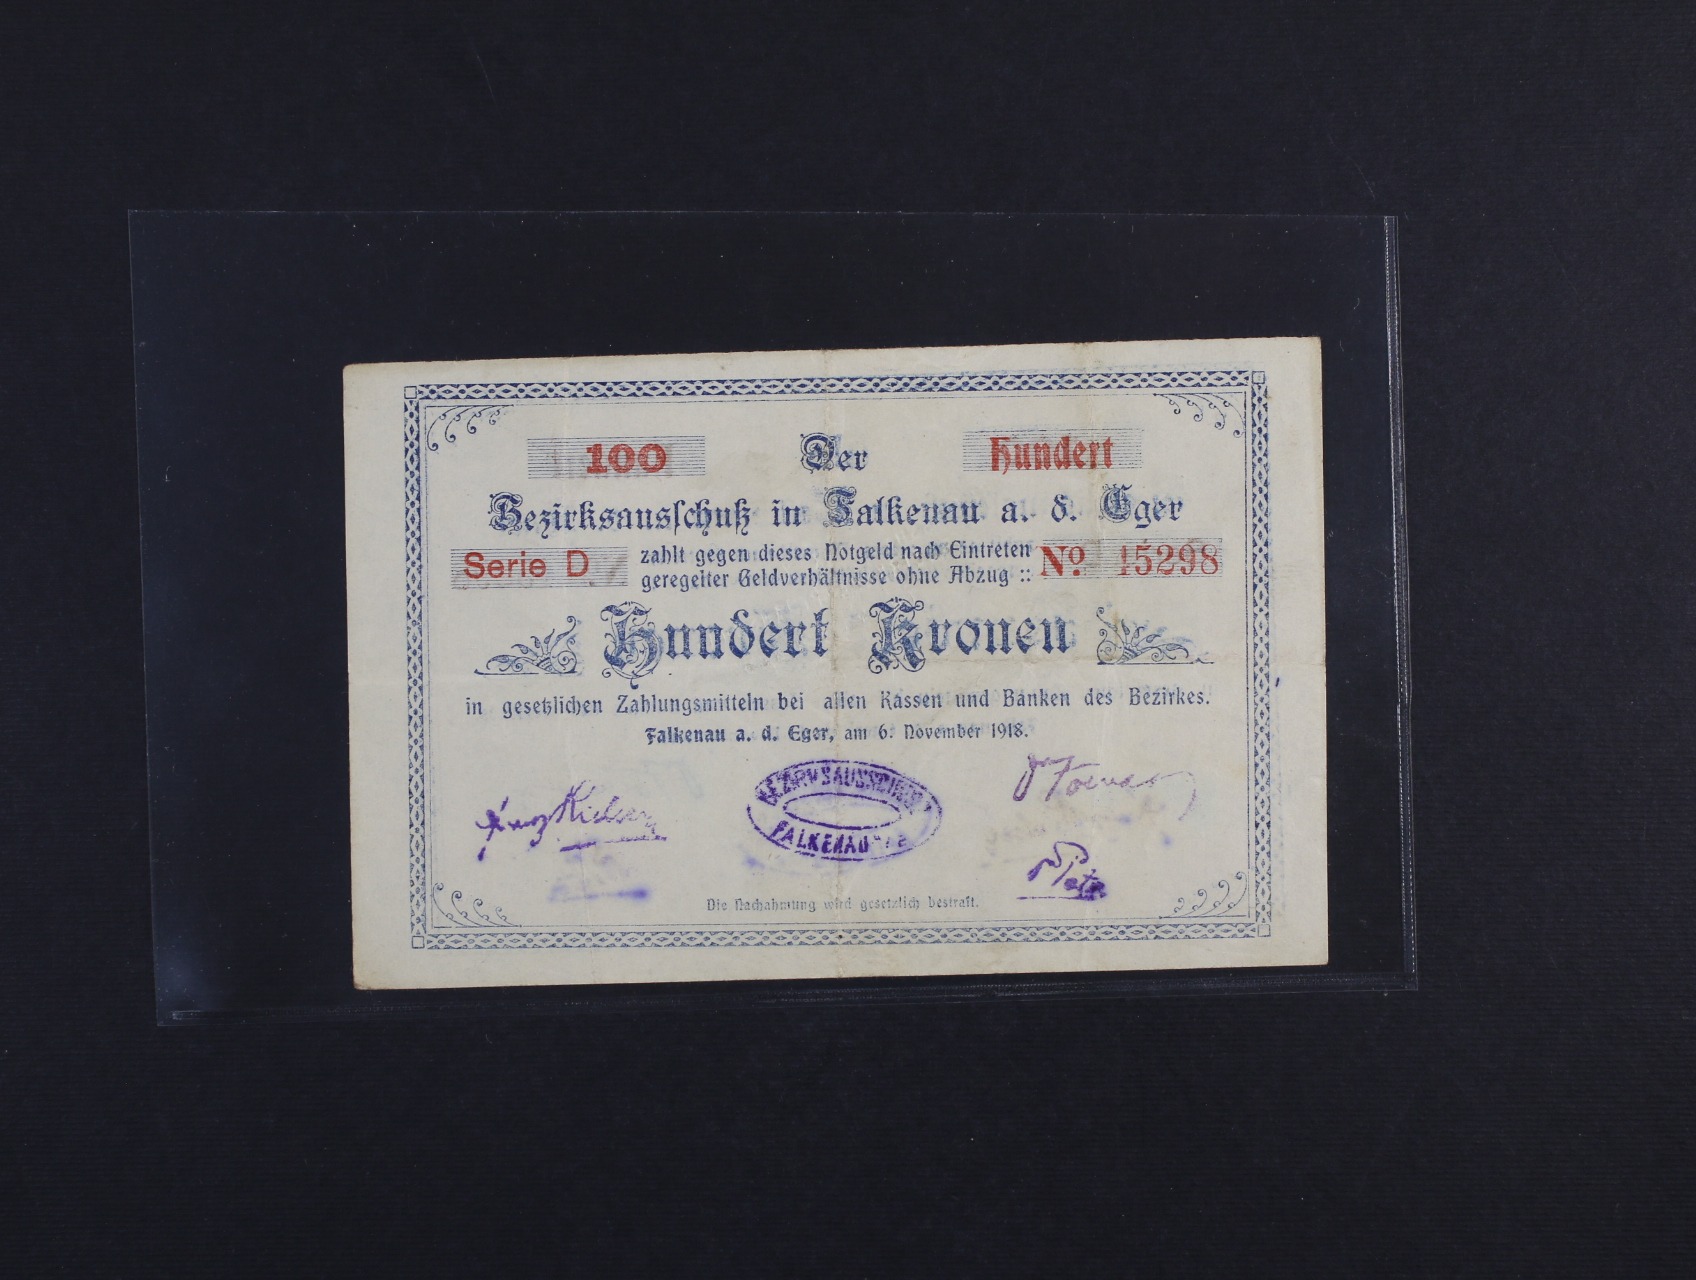 100 Der Hundert
Bezirksausschuß in Falkenau a. d. Eger
Serie D zahlt gegen dieses Notgeld nach Eintreten No. 15298
geregelter Geldverhältnisse ohne Abzug ::
Hundert Kronen
in gesetzlichen Zahlungsmitteln bei allen Kassen und Banken des Bezirkes.
Falkenau a. d. Eger, am 6. November 1918.
BEZIRKSAUSSCHUSS
FALKENAU
Die Nachahmung wird gesetzlich bestraft.